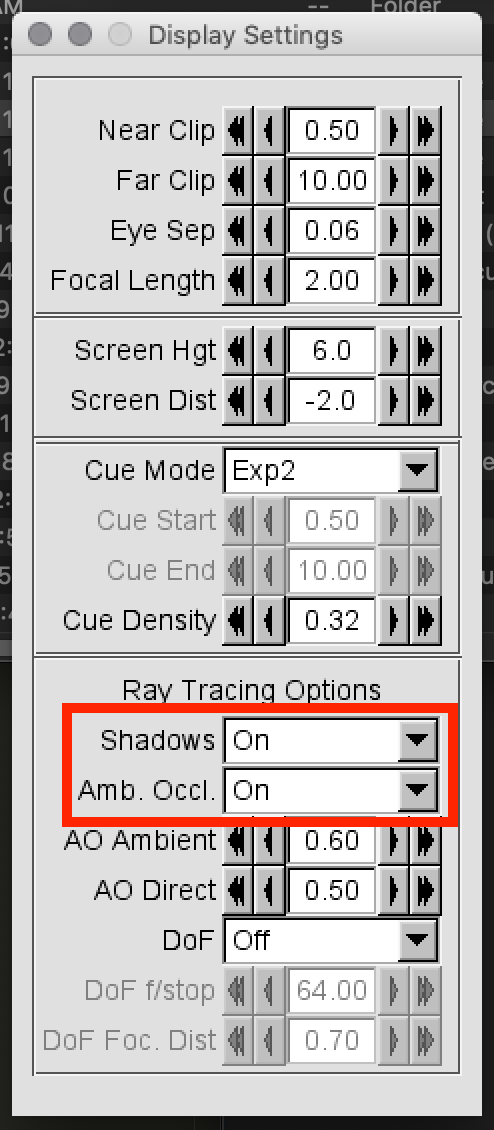 AM -- Folder
Display Settings
Near Clip 0.50
Far Clip 10.00
Eye Sep 0.06
Focal Length 2.00
Screen Hgt 6.0
Screen Dist -2.0
Cue Mode Exp2
Cue Start 0.50
Cue End 10.00
Cue Density 0.32
Ray Tracing Options
Shadows On
Amb. Occl. On
AO Ambient 0.60
AO Direct 0.50
DoF Off
DoF f/stop 64.00
DoF Foc. Dist 0.70